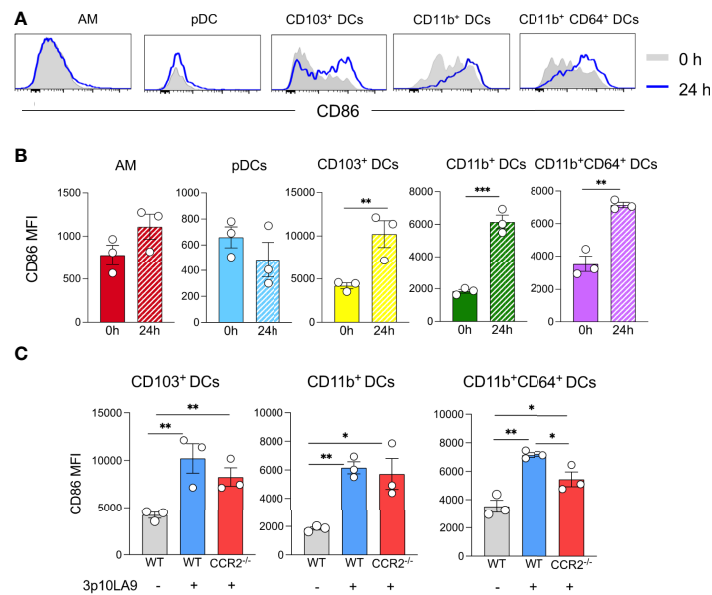 A
AM pDC CD103⁺ DCs CD11b⁺ DCs CD11b⁺ CD64⁺ DCs
0 h
24 h
CD86
B
AM pDCs CD103⁺ DCs CD11b⁺ DCs CD11b⁺CD64⁺ DCs
CD86 MFI
1500 1000 500 0
0h 24h
1000 800 600 400 200 0
0h 24h
15000 10000 5000 0
**
0h 24h
8000 6000 4000 2000 0
***
0h 24h
8000 6000 4000 2000 0
**
0h 24h
C
CD103⁺ DCs CD11b⁺ DCs CD11b⁺CD64⁺ DCs
CD86 MFI
15000 10000 5000 0
**
**
WT WT CCR2⁻/⁻
10000 8000 6000 4000 2000 0
*
**
WT WT CCR2⁻/⁻
10000 8000 6000 4000 2000 0
*
** *
WT WT CCR2⁻/⁻
3p10LA9 - + + - + + - + +